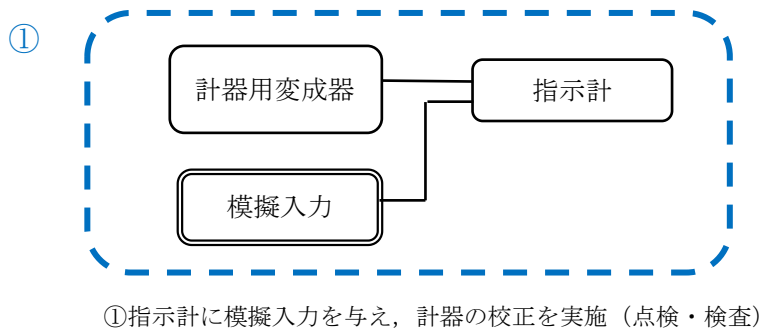 ①
計器用変成器
指示計
模擬入力
①指示計に模擬入力を与え，計器の校正を実施（点検・検査）